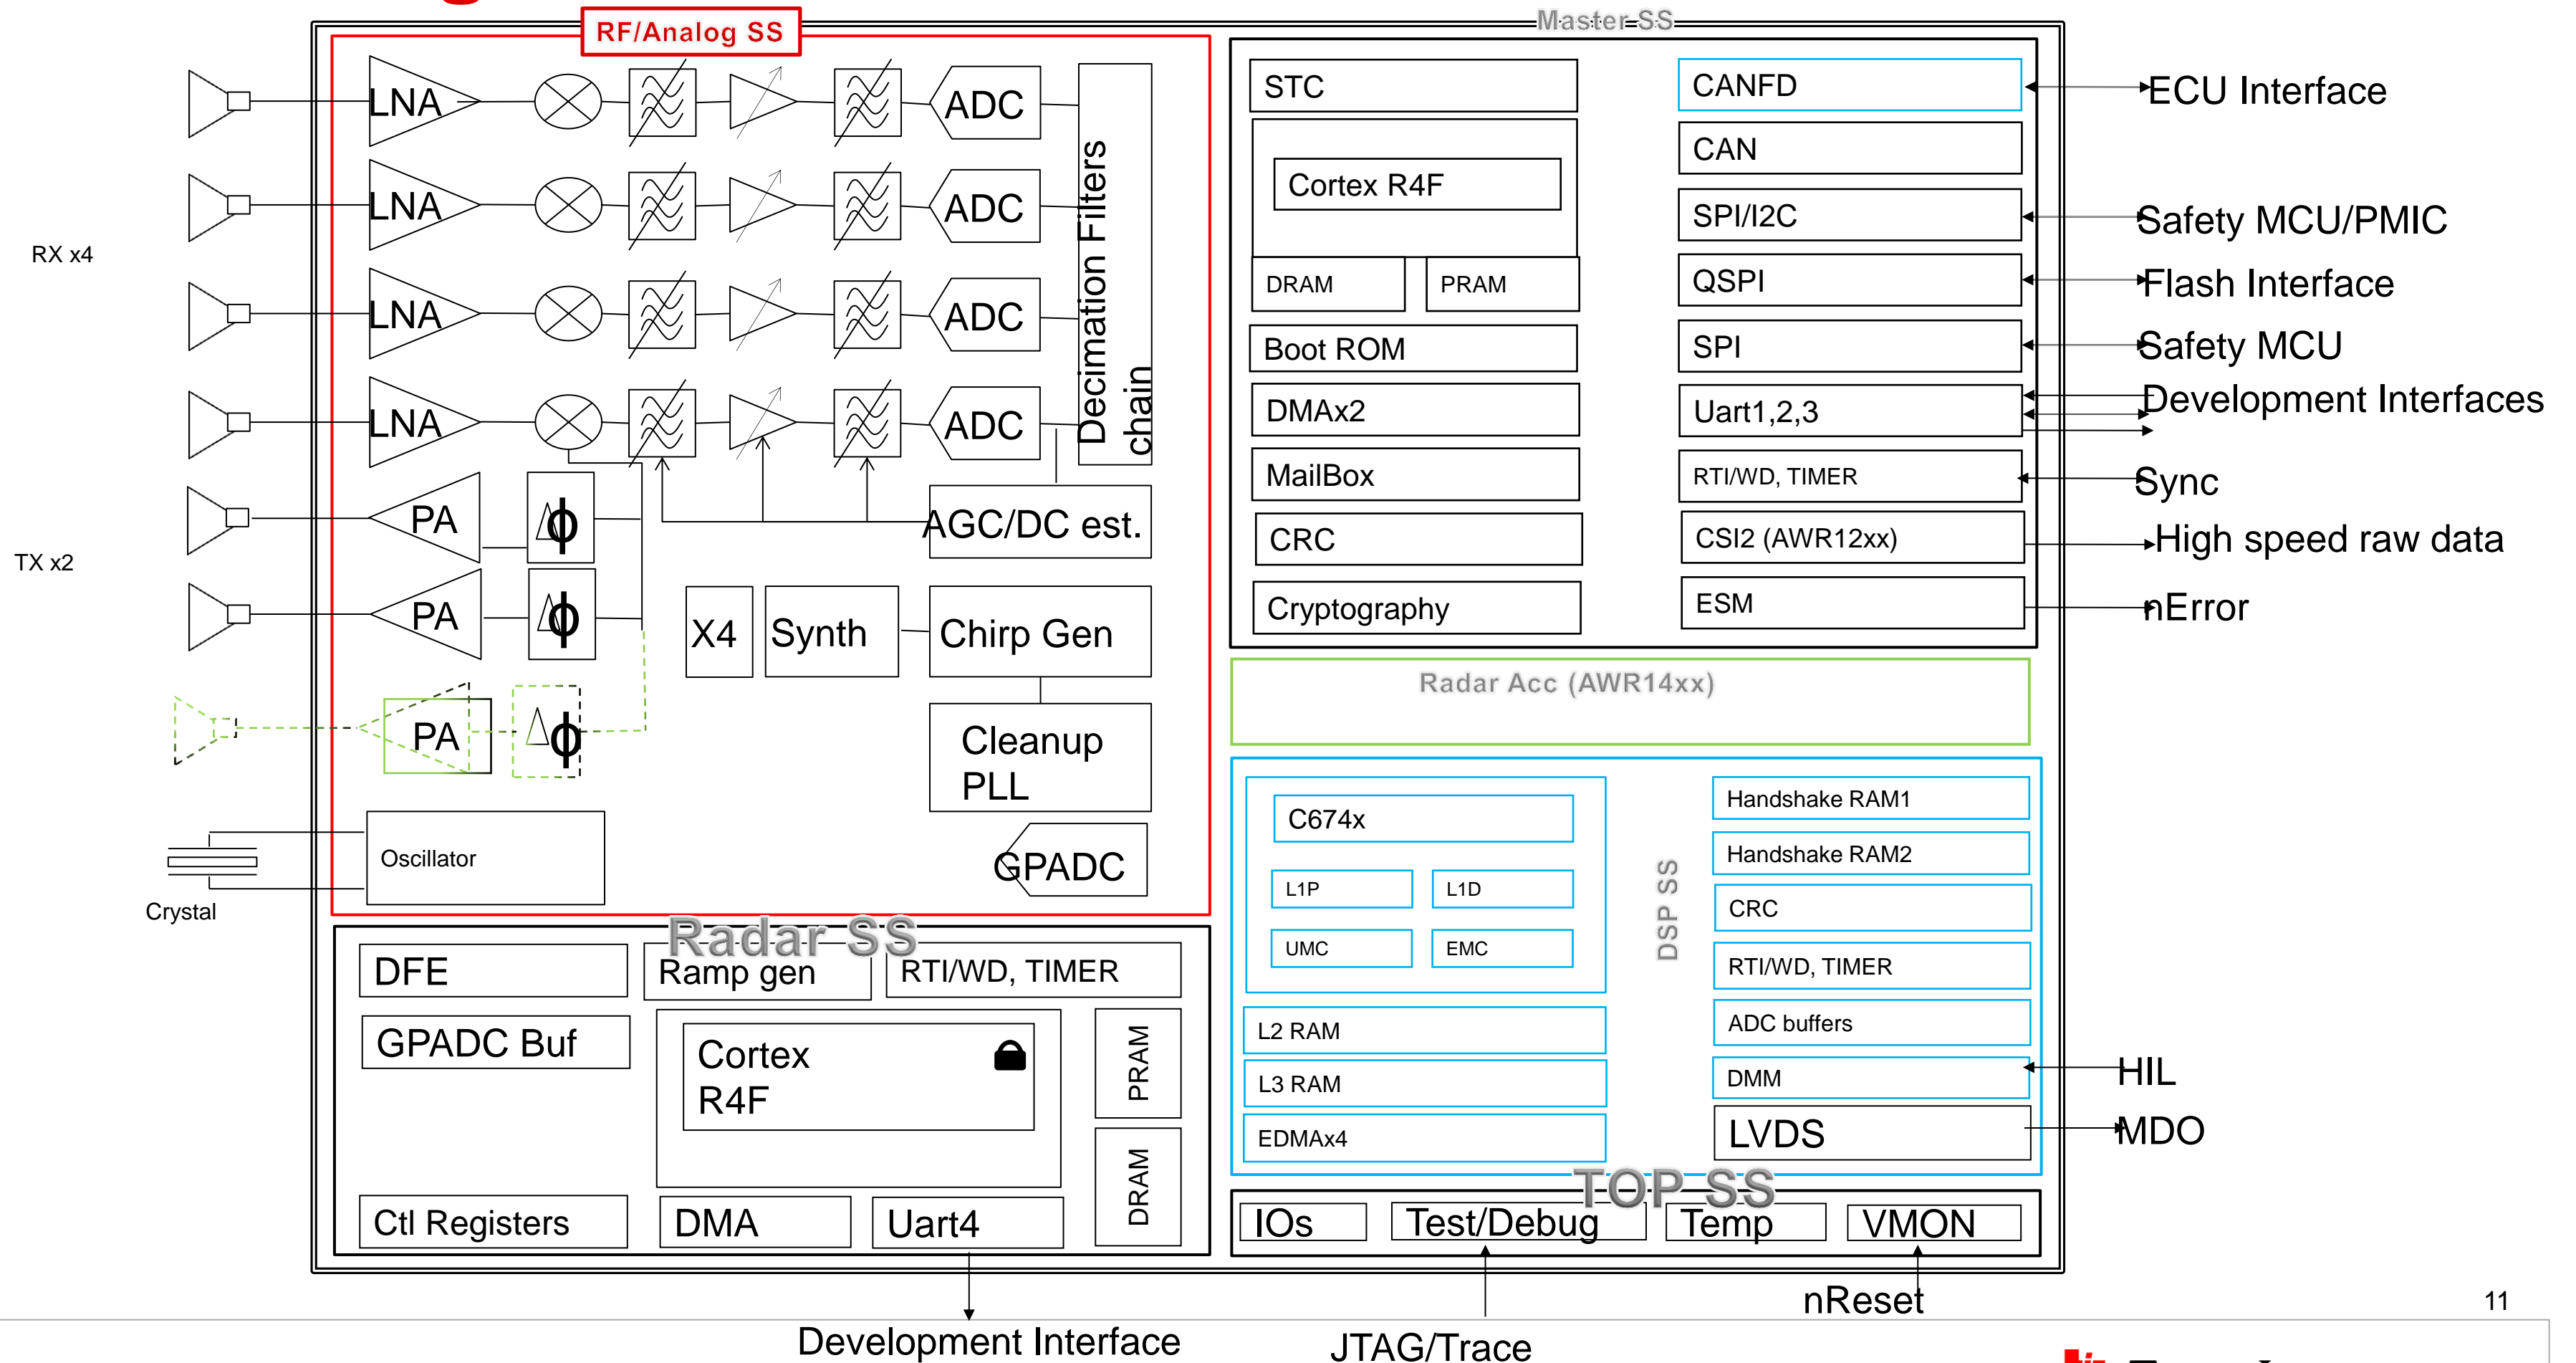 RF/Analog SS
Master SS
RX x4
TX x2
LNA
ADC
LNA
ADC
LNA
ADC
LNA
ADC
Decimation Filters
chain
PA
Δϕ
AGC/DC est.
PA
Δϕ
X4
Synth
Chirp Gen
PA
Δϕ
Cleanup
PLL
Oscillator
GPADC
Crystal
STC
Cortex R4F
DRAM
PRAM
Boot ROM
DMAx2
MailBox
CRC
Cryptography
CANFD
ECU Interface
CAN
SPI/I2C
Safety MCU/PMIC
QSPI
Flash Interface
SPI
Safety MCU
Uart1,2,3
Development Interfaces
RTI/WD, TIMER
Sync
CSI2 (AWR12xx)
High speed raw data
ESM
nError
Radar Acc (AWR14xx)
Radar SS
DFE
Ramp gen
RTI/WD, TIMER
GPADC Buf
Cortex
R4F
PRAM
DRAM
Ctl Registers
DMA
Uart4
Development Interface
C674x
L1P
L1D
UMC
EMC
L2 RAM
L3 RAM
EDMAx4
DSP SS
Handshake RAM1
Handshake RAM2
CRC
RTI/WD, TIMER
ADC buffers
DMM
HIL
LVDS
MDO
TOP SS
IOs
Test/Debug
Temp
VMON
nReset
JTAG/Trace
11